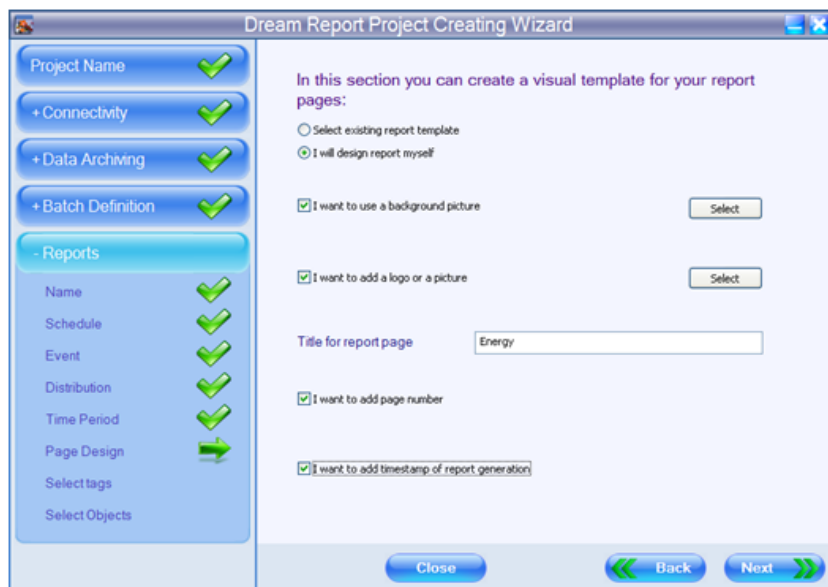 Dream Report Project Creating Wizard
Project Name
+ Connectivity
+ Data Archiving
+ Batch Definition
- Reports
Name
Schedule
Event
Distribution
Time Period
Page Design
Select tags
Select Objects
In this section you can create a visual template for your report
pages:
Select existing report template
I will design report myself
I want to use a background picture
Select
I want to add a logo or a picture
Select
Title for report page
Energy
I want to add page number
I want to add timestamp of report generation
Close
Back
Next